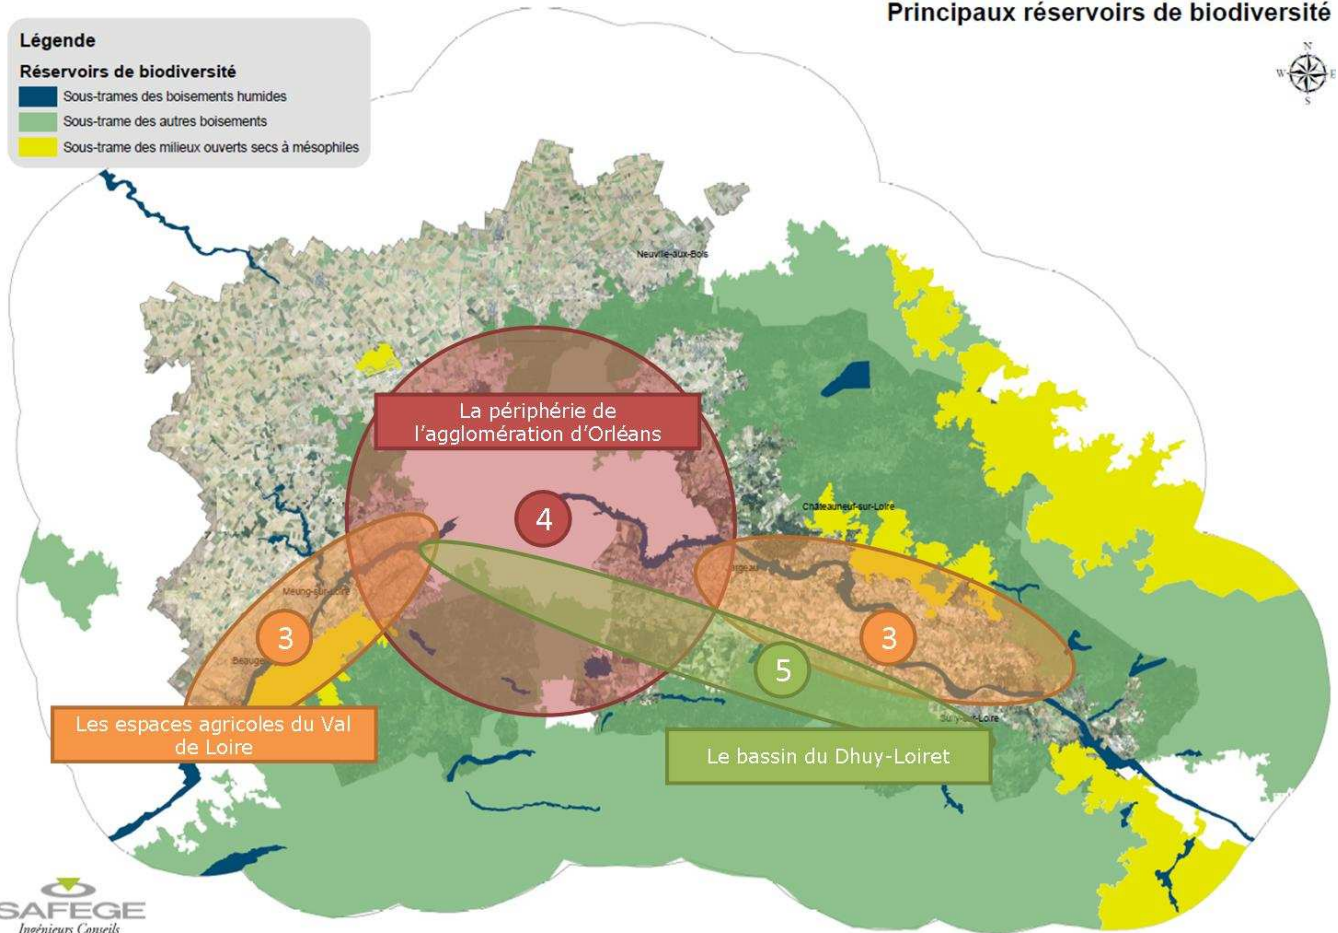 Principaux réservoirs de biodiversité
Légende
Réservoirs de biodiversité
Sous-trames des boisements humides
Sous-trame des autres boisements
Sous-trame des milieux ouverts secs à mésophiles
N
W
E
S
Neuville-aux-Bois
La périphérie de
l'agglomération d'Orléans
4
Châteauneuf-sur-Loire
Meung-sur-Loire
3
3
5
Les espaces agricoles du Val
de Loire
Sully-sur-Loire
Le bassin du Dhuy-Loiret
SAFEGE
Ingénieurs Conseils